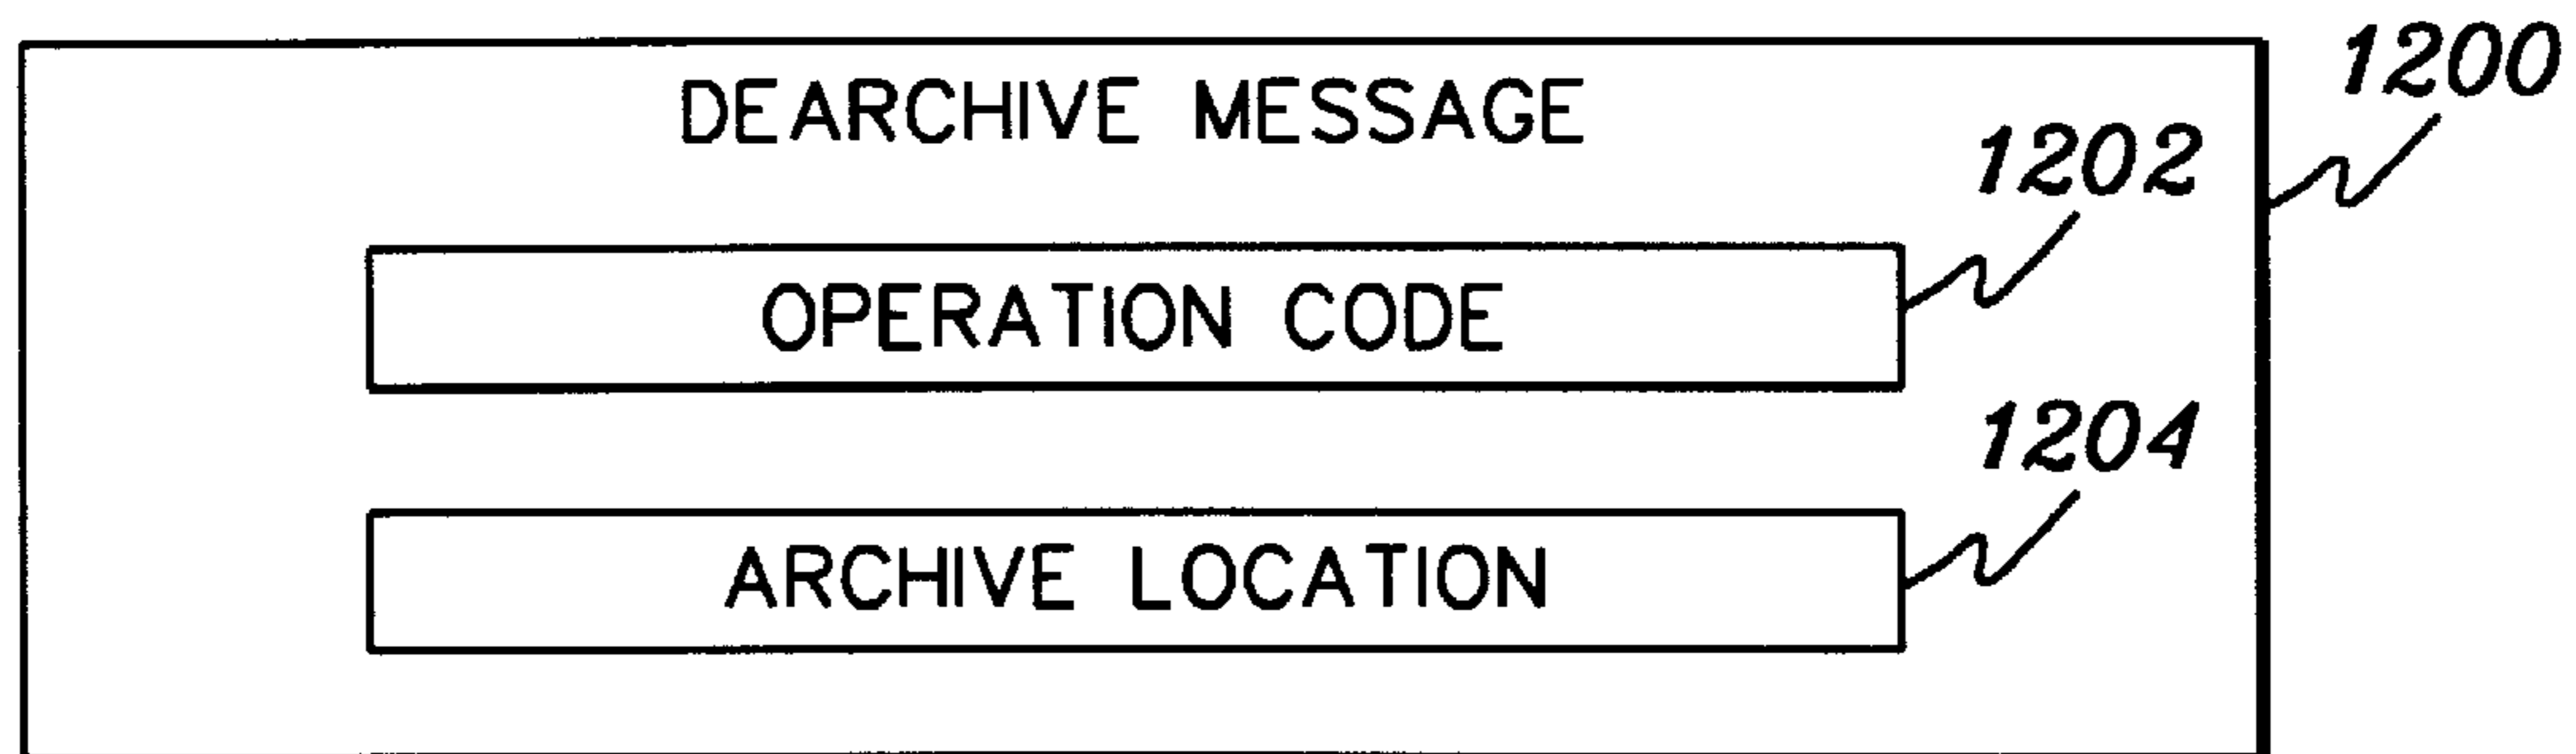 1200
DEARCHIVE MESSAGE
1202
OPERATION CODE
1204
ARCHIVE LOCATION